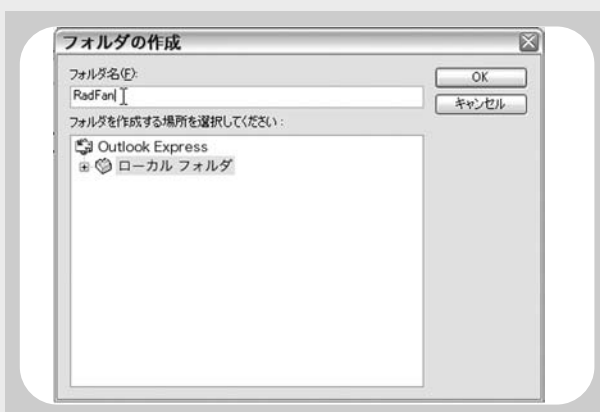 フォルダの作成
フォルダ名(F):
OK
RadFan
キャンセル
フォルダを作成する場所を選択してください:
Outlook Express
ローカル フォルダ